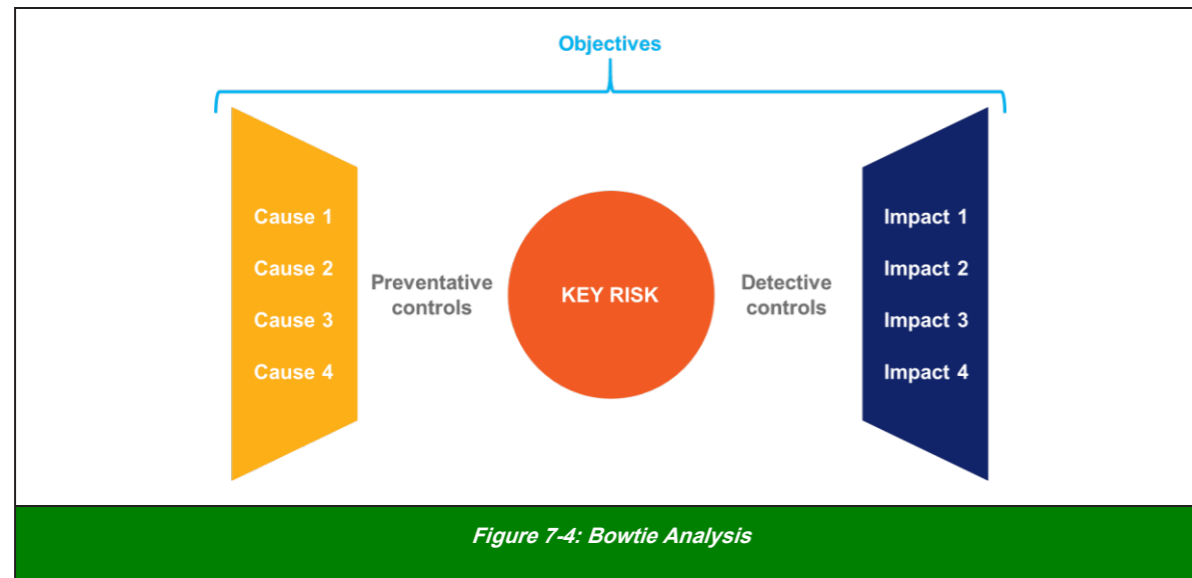 Objectives
Cause 1
Cause 2
Cause 3
Cause 4
Preventative
controls
KEY RISK
Detective
controls
Impact 1
Impact 2
Impact 3
Impact 4
Figure 7-4: Bowtie Analysis